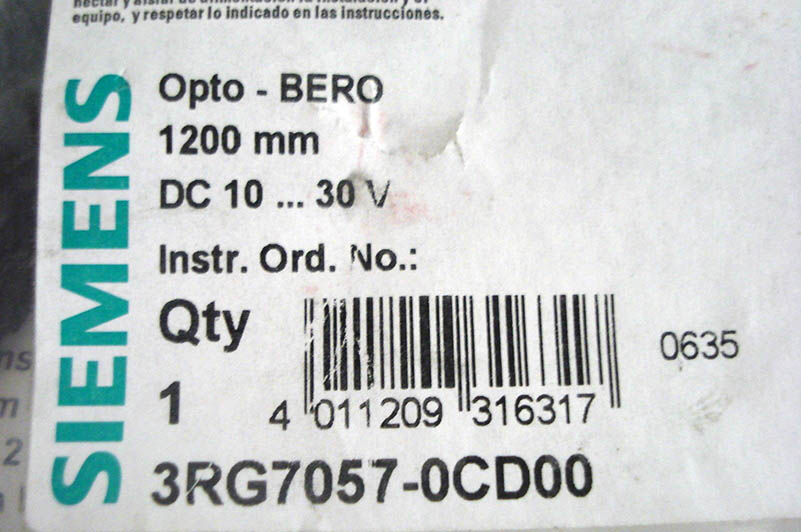 equipo, y respetar lo indicado en las instrucciones.
SIEMENS
Opto - BERO
1200 mm
DC 10 ... 30 V
Instr. Ord. No.:
Qty
1
4 011209 316317
0635
3RG7057-0CD00